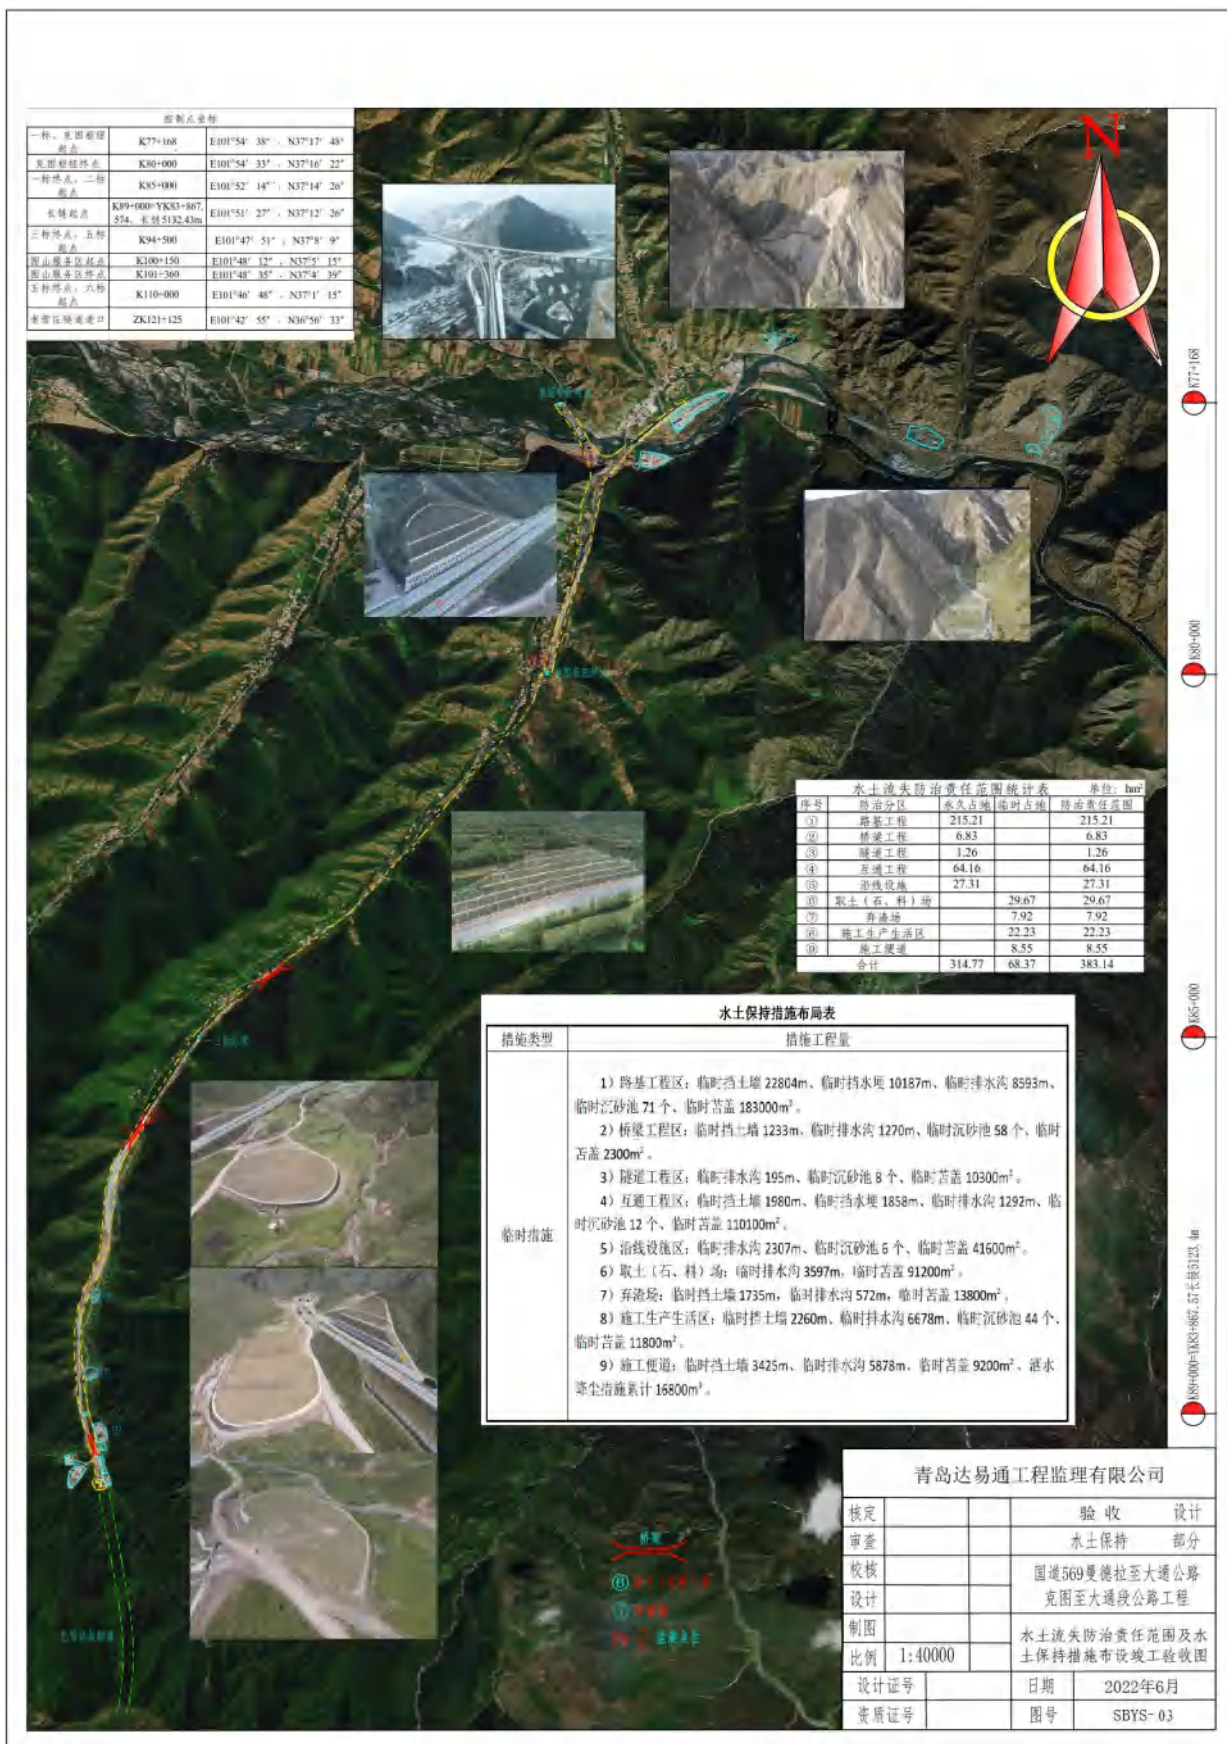 控制点坐标
一标、克图枢纽起点 K77+168 E101°54′ 38″ , N37°17′ 48″
克图枢纽终点 K80+000 E101°54′ 33″ , N37°16′ 22″
一标终点,二标起点 K85+000 E101°52′ 14″ , N37°14′ 26″
长链起点 K89+000=YK83+867.574, 长链5132.43m E101°51′ 27″ , N37°12′ 26″
三标终点,五标起点 K94+500 E101°47′ 51″ , N37°8′ 9″
K100+150 E101°48′ 12″ , N37°5′ 15″
K101+360 E101°48′ 35″ , N37°4′ 39″
五标终点,六标起点 K110+000 E101°46′ 48″ , N37°1′ 15″
老营庄隧道进口 ZK121+125 E101°42′ 55″ , N36°56′ 33″
N
K77+168
K80+000
K85+000
K89+000=YK83+867.57长链5123.4m
水土流失防治责任范围统计表 单位: hm²
序号 防治分区 永久占地 临时占地 防治责任范围
① 路基工程 215.21 215.21
② 桥梁工程 6.83 6.83
③ 隧道工程 1.26 1.26
④ 互通工程 64.16 64.16
⑤ 沿线设施 27.31 27.31
⑥ 取土(石、料)场 29.67 29.67
⑦ 弃渣场 7.92 7.92
⑧ 施工生产生活区 22.23 22.23
⑨ 施工便道 8.55 8.55
合计 314.77 68.37 383.14
水土保持措施布局表
措施类型 措施工程量
临时措施
1)路基工程区:临时挡土墙 22804m、临时挡水埂 10187m、临时排水沟 8593m、
临时沉砂池 71 个、临时苫盖 183000m²。
2)桥梁工程区:临时挡土墙 1233m、临时排水沟 1270m、临时沉砂池 58 个、临时
苫盖 2300m²。
3)隧道工程区:临时排水沟 195m、临时沉砂池 8 个、临时苫盖 10300m²。
4)互通工程区:临时挡土墙 1980m、临时挡水埂 1858m、临时排水沟 1292m、临
时沉砂池 12 个、临时苫盖 110100m²。
5)沿线设施区:临时排水沟 2307m、临时沉砂池 6 个、临时苫盖 41600m²。
6)取土(石、料)场:临时排水沟 3597m,临时苫盖 91200m²。
7)弃渣场:临时挡土墙 1735m,临时排水沟 572m,临时苫盖 13800m²。
8)施工生产生活区:临时挡土墙 2260m、临时排水沟 6678m、临时沉砂池 44 个、
临时苫盖 11800m²。
9)施工便道:临时挡土墙 3425m、临时排水沟 5878m,临时苫盖 9200m²、洒水
降尘措施累计 16800m³。
桥梁
⑥
⑦ 弃渣场
监测点位
青岛达易通工程监理有限公司
核定 验收 设计
审查 水土保持 部分
校核 国道569曼德拉至大通公路
设计 克图至大通段公路工程
制图 水土流失防治责任范围及水
比例 1:40000 土保持措施布设竣工验收图
设计证号 日期 2022年6月
资质证号 图号 SBYS-03